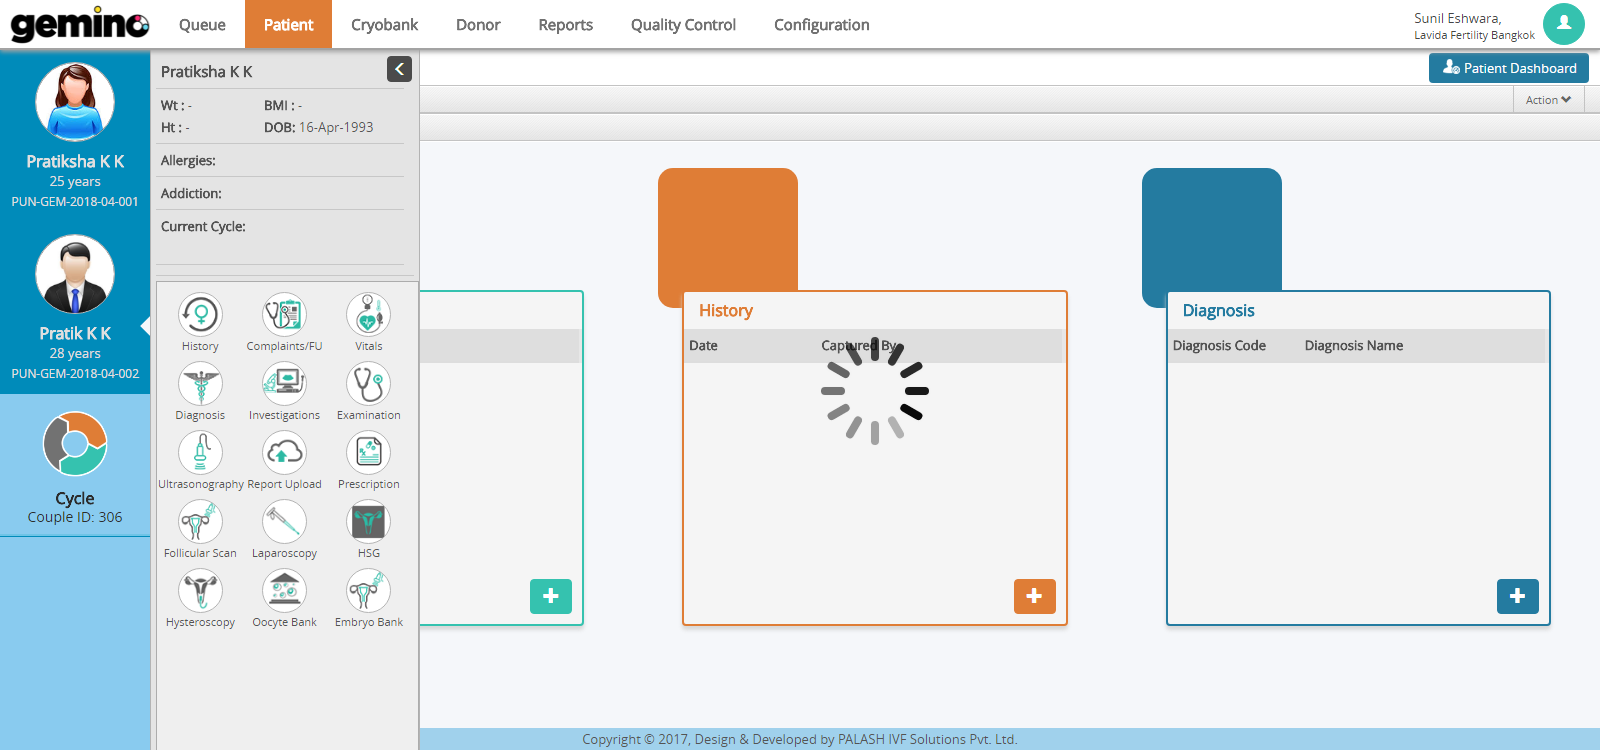 gemino
Queue
Patient
Cryobank
Donor
Reports
Quality Control
Configuration
Sunil Eshwara,
Lavida Fertility Bangkok
Patient Dashboard
Action
Pratiksha K K
25 years
PUN-GEM-2018-04-001
Pratik K K
28 years
PUN-GEM-2018-04-002
Cycle
Couple ID: 306
Pratiksha K K
Wt : -
BMI : -
Ht : -
DOB: 16-Apr-1993
Allergies:
Addiction:
Current Cycle:
History
Complaints/FU
Vitals
Diagnosis
Investigations
Examination
Ultrasonography
Report Upload
Prescription
Follicular Scan
Laparoscopy
HSG
Hysteroscopy
Oocyte Bank
Embryo Bank
History
Date
Captured By
Diagnosis
Diagnosis Code
Diagnosis Name
Copyright © 2017, Design & Developed by PALASH IVF Solutions Pvt. Ltd.